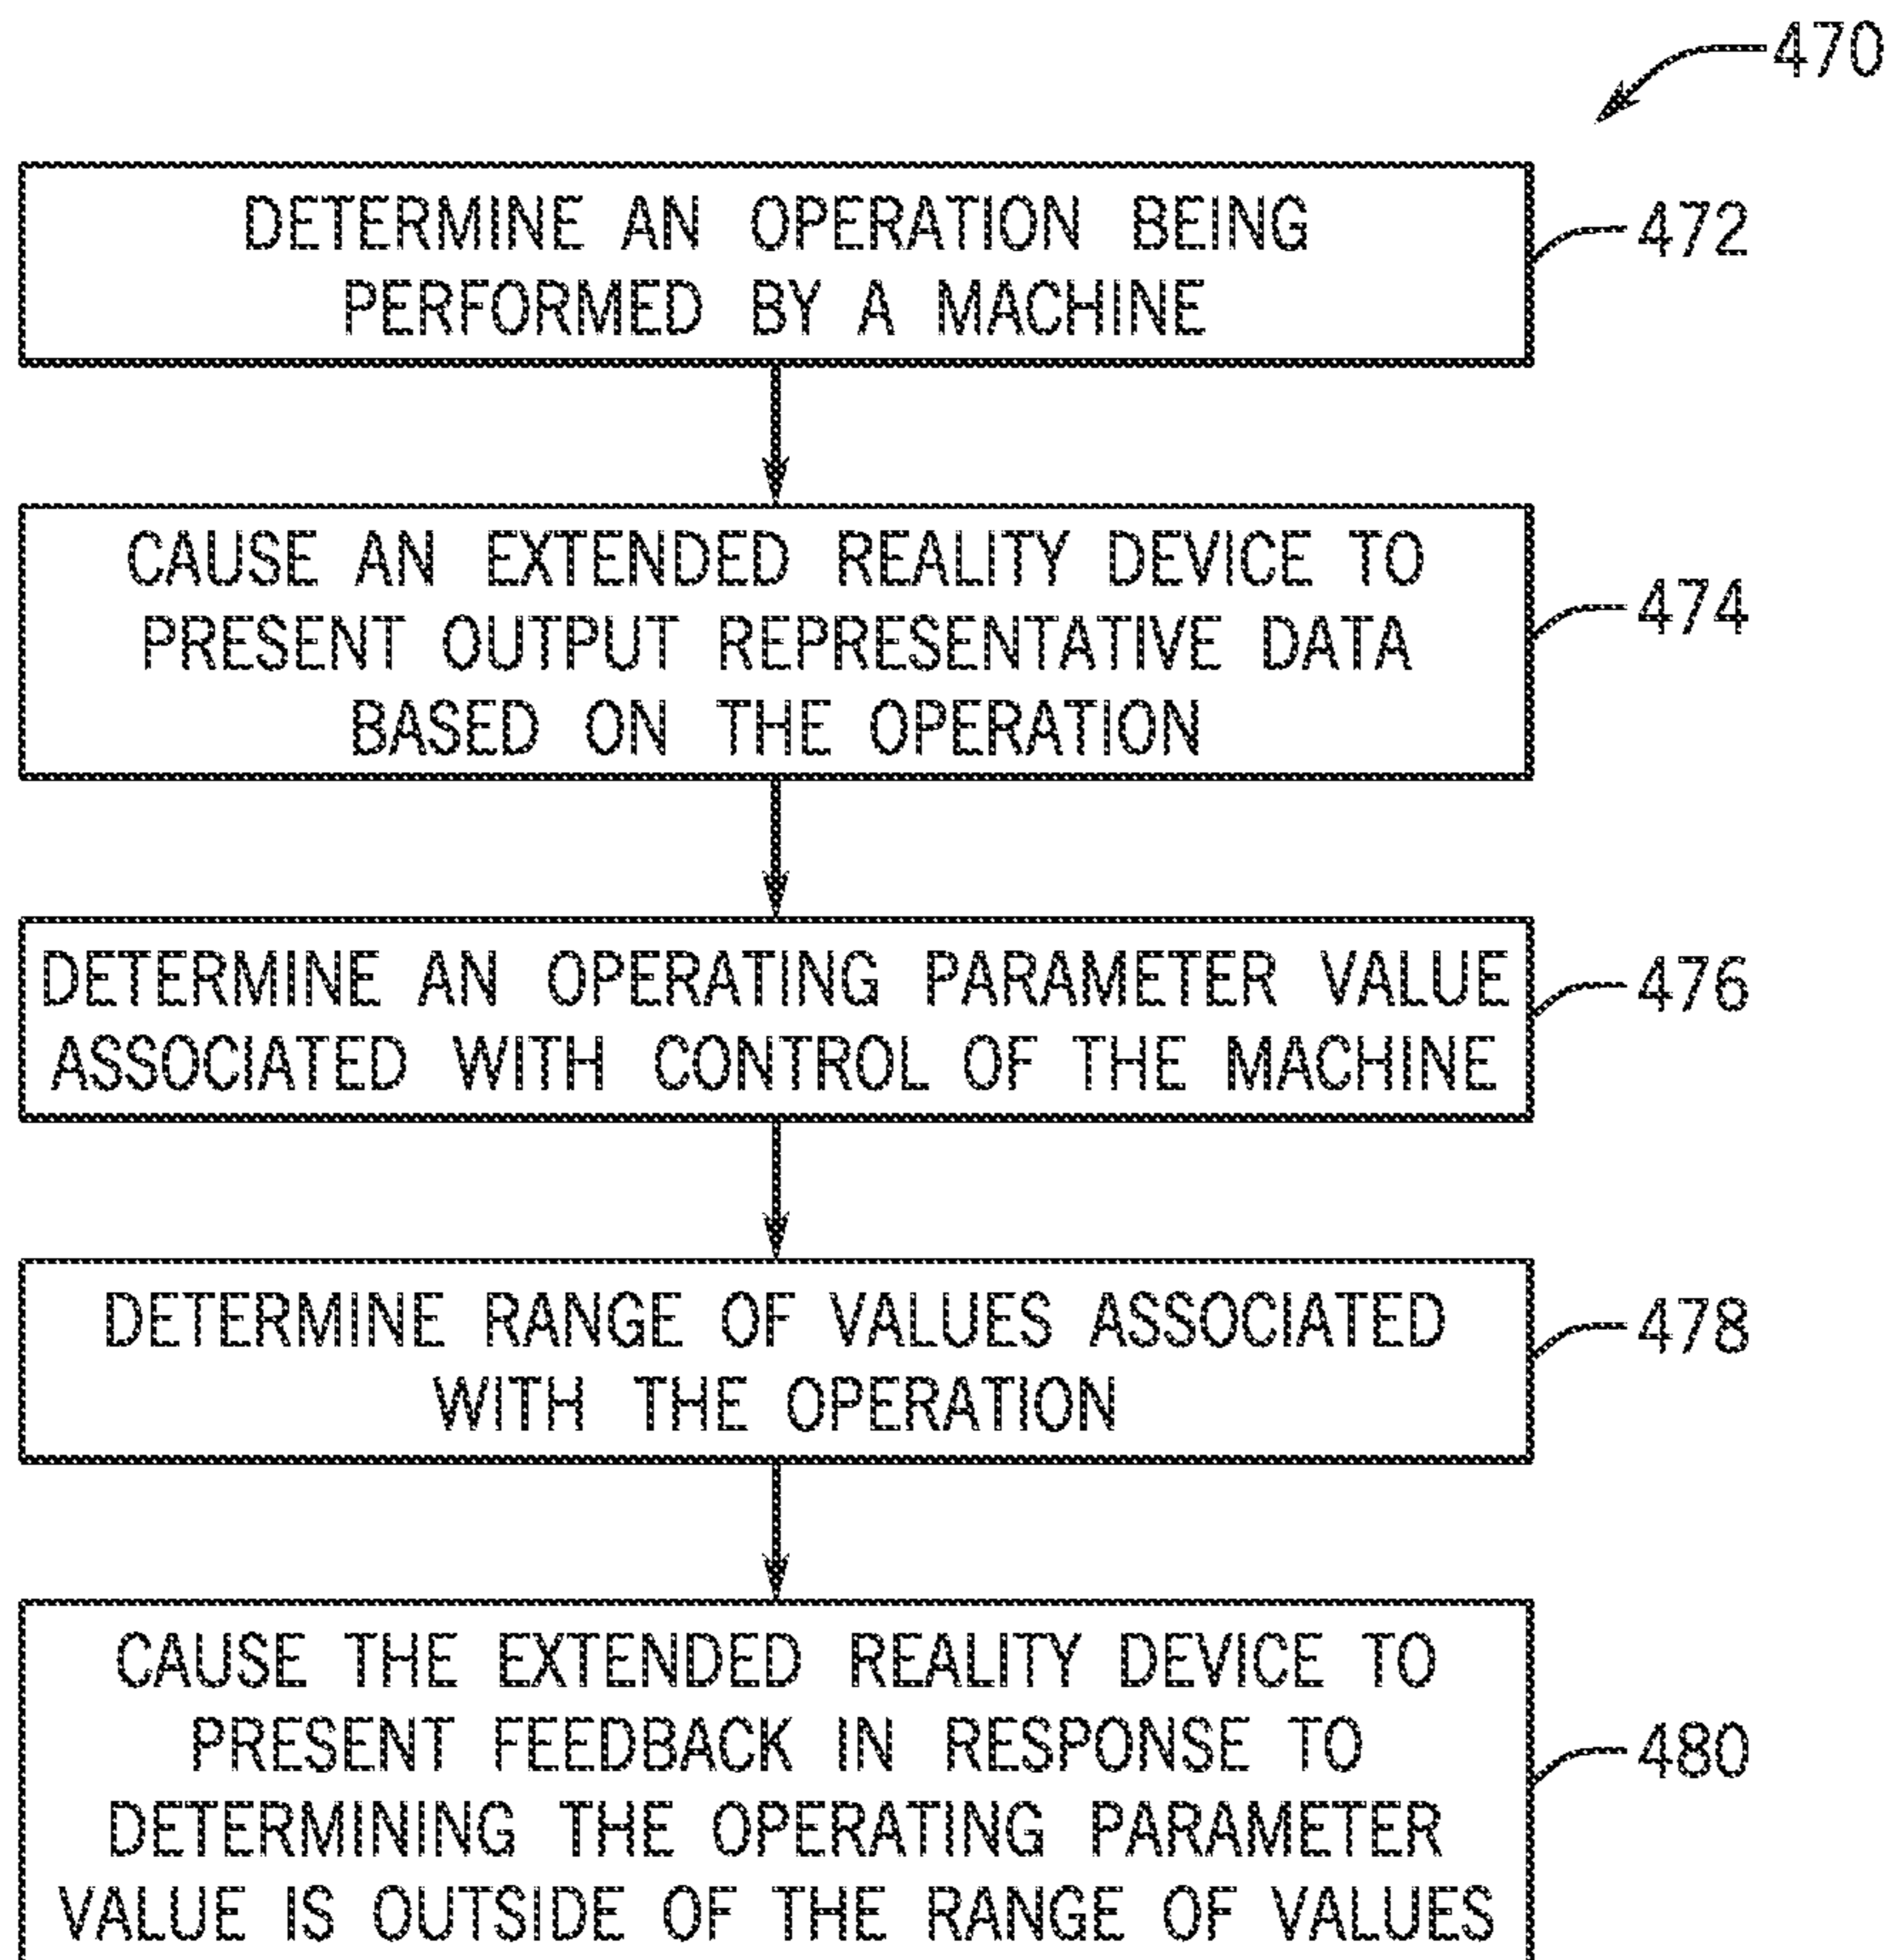 470
DETERMINE AN OPERATION BEING
PERFORMED BY A MACHINE
472
CAUSE AN EXTENDED REALITY DEVICE TO
PRESENT OUTPUT REPRESENTATIVE DATA
BASED ON THE OPERATION
474
DETERMINE AN OPERATING PARAMETER VALUE
ASSOCIATED WITH CONTROL OF THE MACHINE
476
DETERMINE RANGE OF VALUES ASSOCIATED
WITH THE OPERATION
478
CAUSE THE EXTENDED REALITY DEVICE TO
PRESENT FEEDBACK IN RESPONSE TO
DETERMINING THE OPERATING PARAMETER
VALUE IS OUTSIDE OF THE RANGE OF VALUES
480